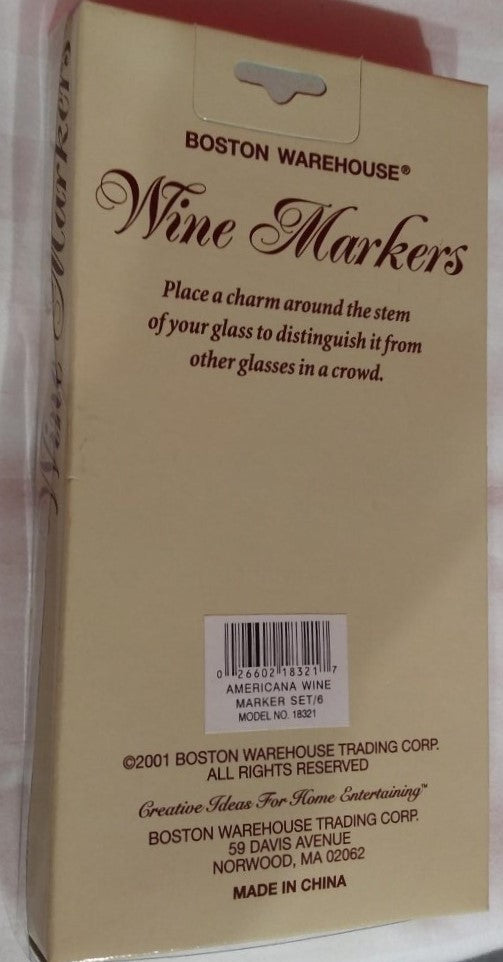 Wine Markers
BOSTON WAREHOUSE®
Wine Markers
Place a charm around the stem
of your glass to distinguish it from
other glasses in a crowd.
0 26602 18321 7
AMERICANA WINE
MARKER SET/6
MODEL NO. 18321
©2001 BOSTON WAREHOUSE TRADING CORP.
ALL RIGHTS RESERVED
Creative Ideas For Home Entertaining™
BOSTON WAREHOUSE TRADING CORP.
59 DAVIS AVENUE
NORWOOD, MA 02062
MADE IN CHINA